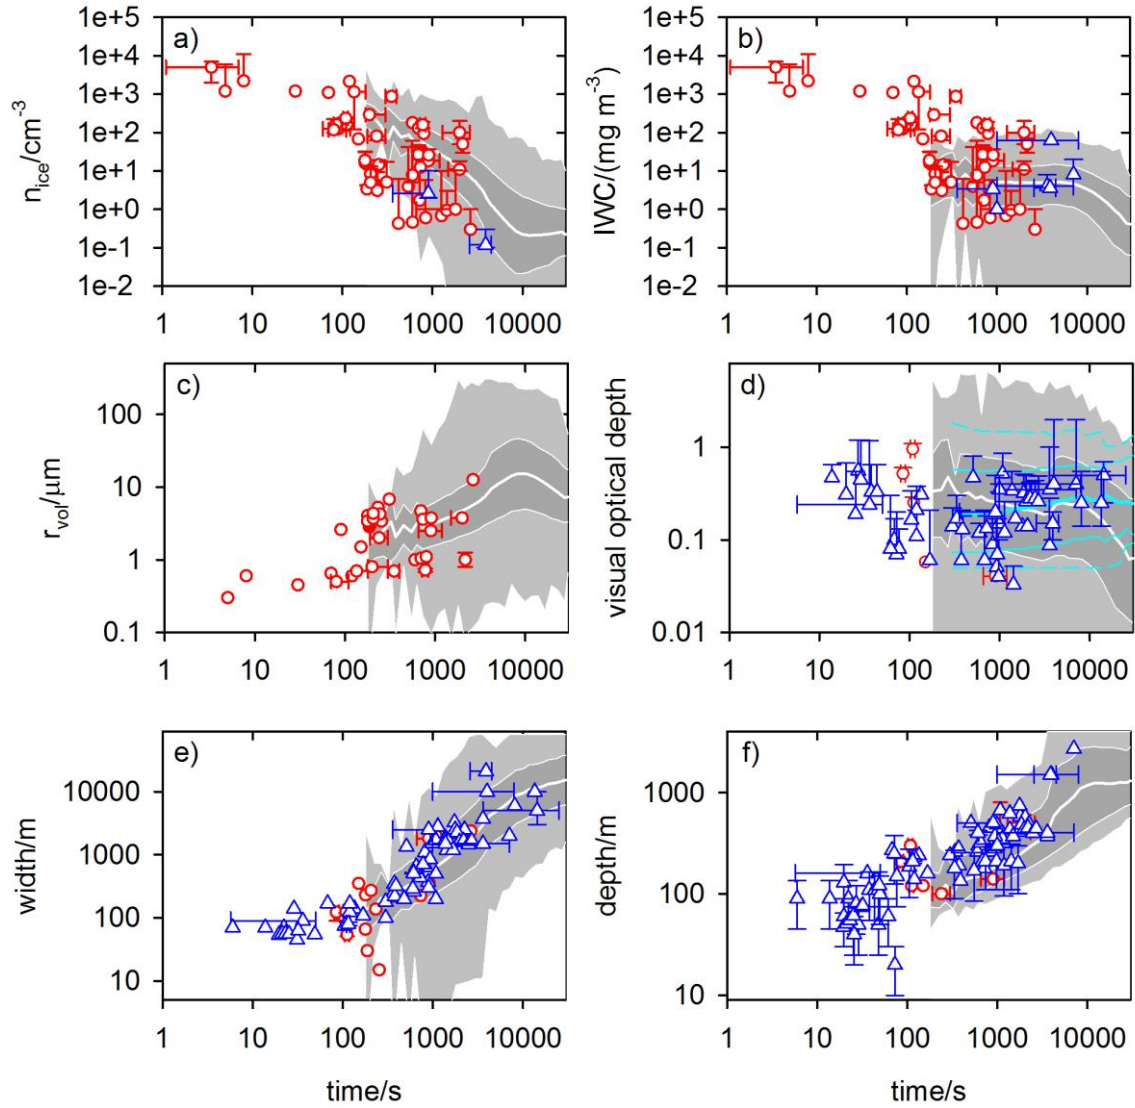 a)
1e+5
1e+4
1e+3
1e+2
1e+1
1e+0
1e-1
1e-2
n_ice/cm⁻³
1 10 100 1000 10000
b)
1e+5
1e+4
1e+3
1e+2
1e+1
1e+0
1e-1
1e-2
IWC/(mg m⁻³)
1 10 100 1000 10000
c)
100
10
1
0.1
r_vol/µm
1 10 100 1000 10000
d)
1
0.1
0.01
visual optical depth
1 10 100 1000 10000
e)
10000
1000
100
10
width/m
1 10 100 1000 10000
time/s
f)
1000
100
10
depth/m
1 10 100 1000 10000
time/s